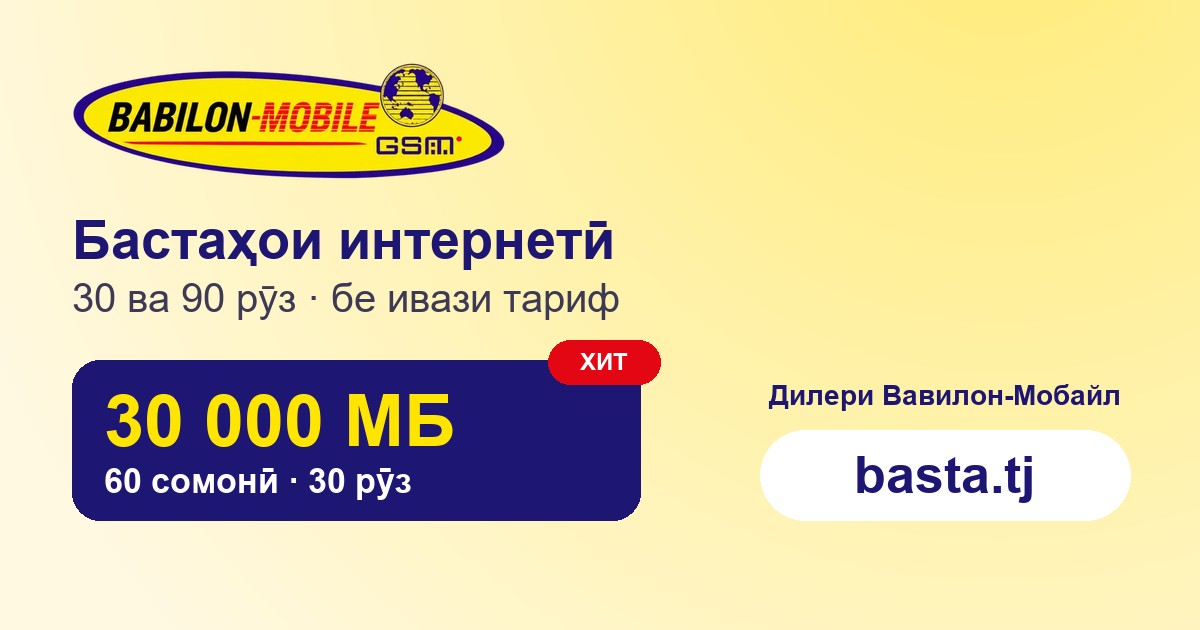 BABILON-MOBILE
GSM
Бастаҳои интернетӣ
30 ва 90 рӯз · бе ивази тариф
ХИТ
30 000 МБ
60 сомонӣ · 30 рӯз
Дилери Вавилон-Мобайл
basta.tj